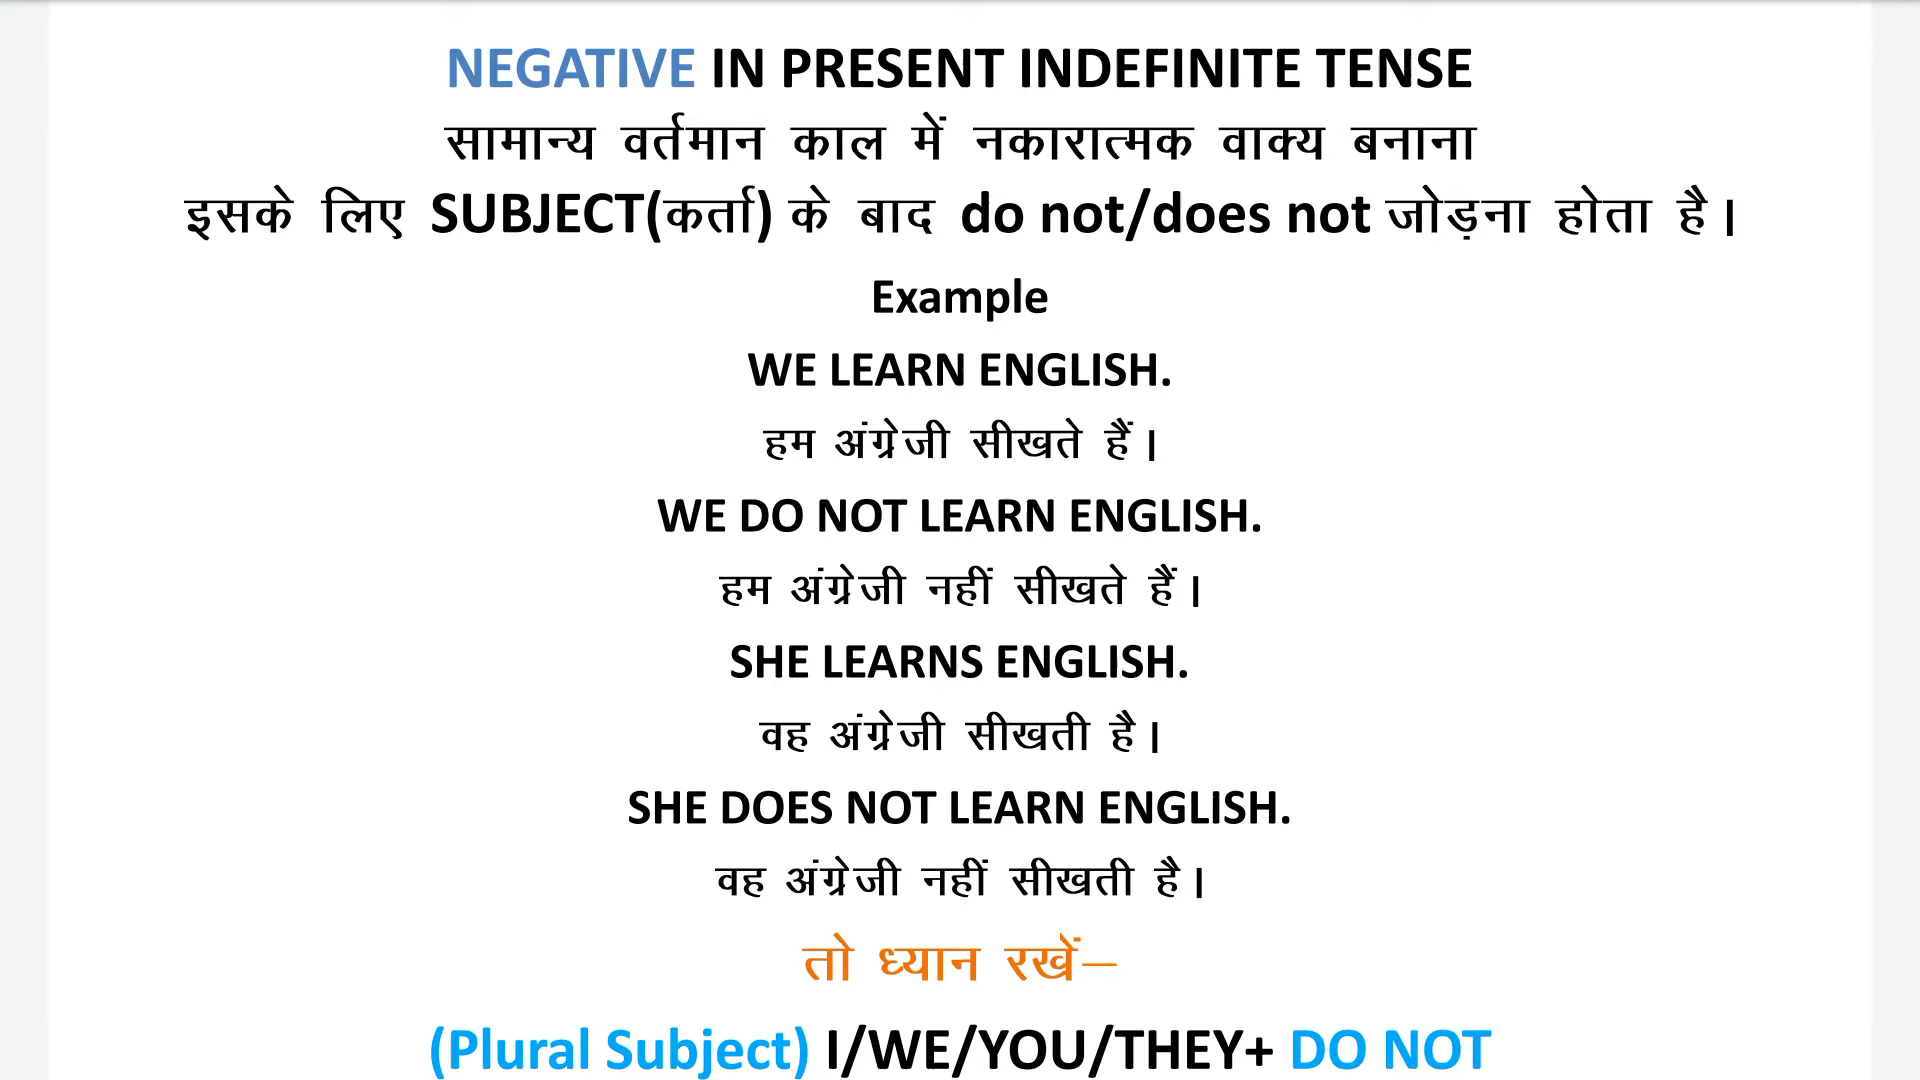 NEGATIVE IN PRESENT INDEFINITE TENSE
सामान्य वर्तमान काल में नकारात्मक वाक्य बनाना
इसके लिए SUBJECT(कर्ता) के बाद do not/does not जोड़ना होता है।
Example
WE LEARN ENGLISH.
हम अंग्रेजी सीखते हैं।
WE DO NOT LEARN ENGLISH.
हम अंग्रेजी नहीं सीखते हैं।
SHE LEARNS ENGLISH.
वह अंग्रेजी सीखती है।
SHE DOES NOT LEARN ENGLISH.
वह अंग्रेजी नहीं सीखती है।
तो ध्यान रखें—
(Plural Subject) I/WE/YOU/THEY+ DO NOT